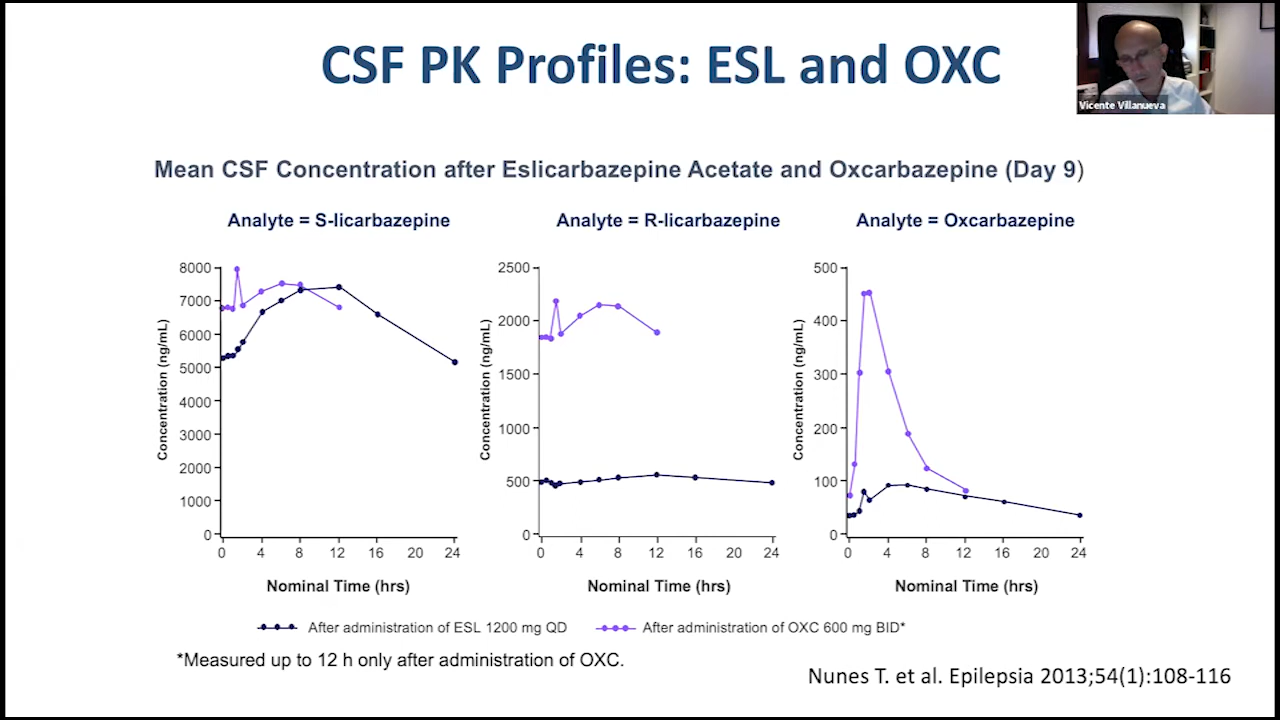 CSF PK Profiles: ESL and OXC
Vicente Villanueva
Mean CSF Concentration after Eslicarbazepine Acetate and Oxcarbazepine (Day 9)
Analyte = S-licarbazepine
Concentration (ng/mL)
8000
7000
6000
5000
4000
3000
2000
1000
0
0 4 8 12 16 20 24
Nominal Time (hrs)
Analyte = R-licarbazepine
Concentration (ng/mL)
2500
2000
1500
1000
500
0
0 4 8 12 16 20 24
Nominal Time (hrs)
Analyte = Oxcarbazepine
Concentration (ng/mL)
500
400
300
200
100
0
0 4 8 12 16 20 24
Nominal Time (hrs)
After administration of ESL 1200 mg QD
After administration of OXC 600 mg BID*
*Measured up to 12 h only after administration of OXC.
Nunes T. et al. Epilepsia 2013;54(1):108-116